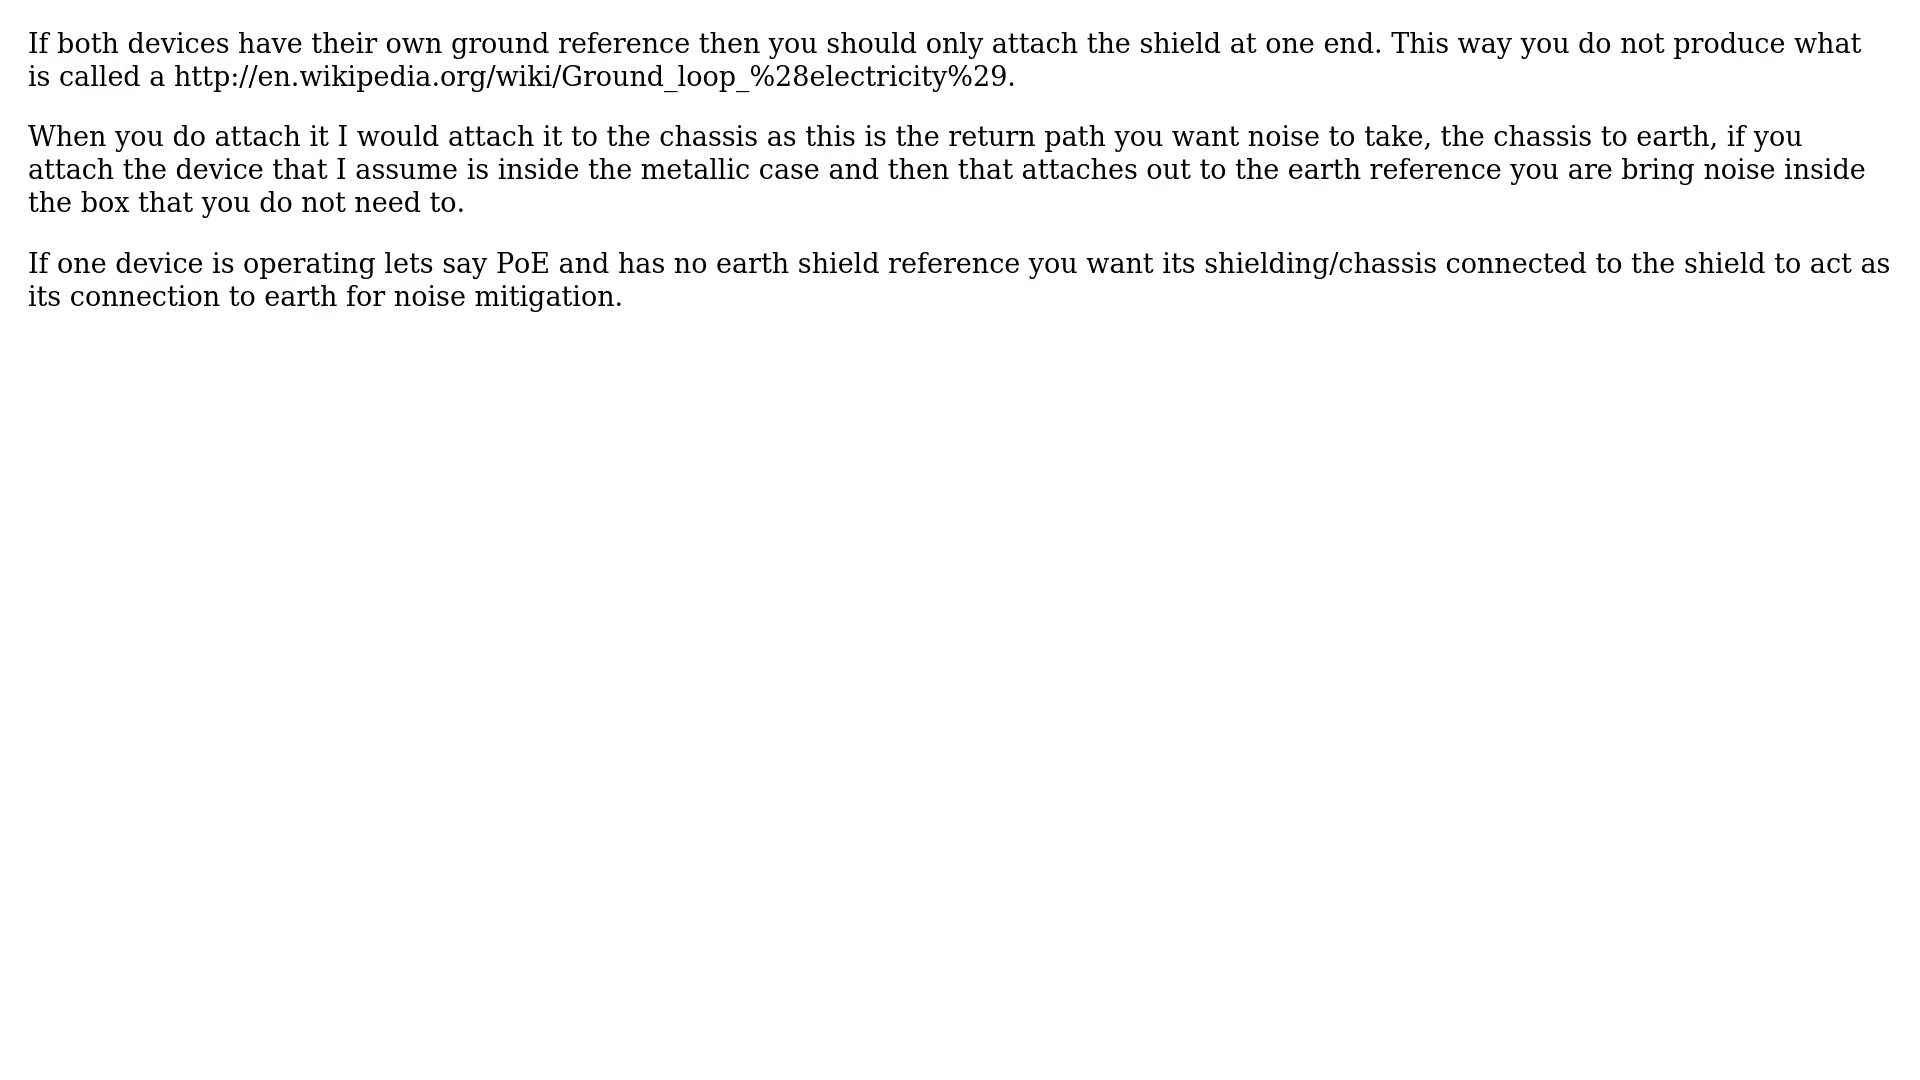 If both devices have their own ground reference then you should only attach the shield at one end. This way you do not produce what
is called a http://en.wikipedia.org/wiki/Ground_loop_%28electricity%29.
When you do attach it I would attach it to the chassis as this is the return path you want noise to take, the chassis to earth, if you
attach the device that I assume is inside the metallic case and then that attaches out to the earth reference you are bring noise inside
the box that you do not need to.
If one device is operating lets say PoE and has no earth shield reference you want its shielding/chassis connected to the shield to act as
its connection to earth for noise mitigation.